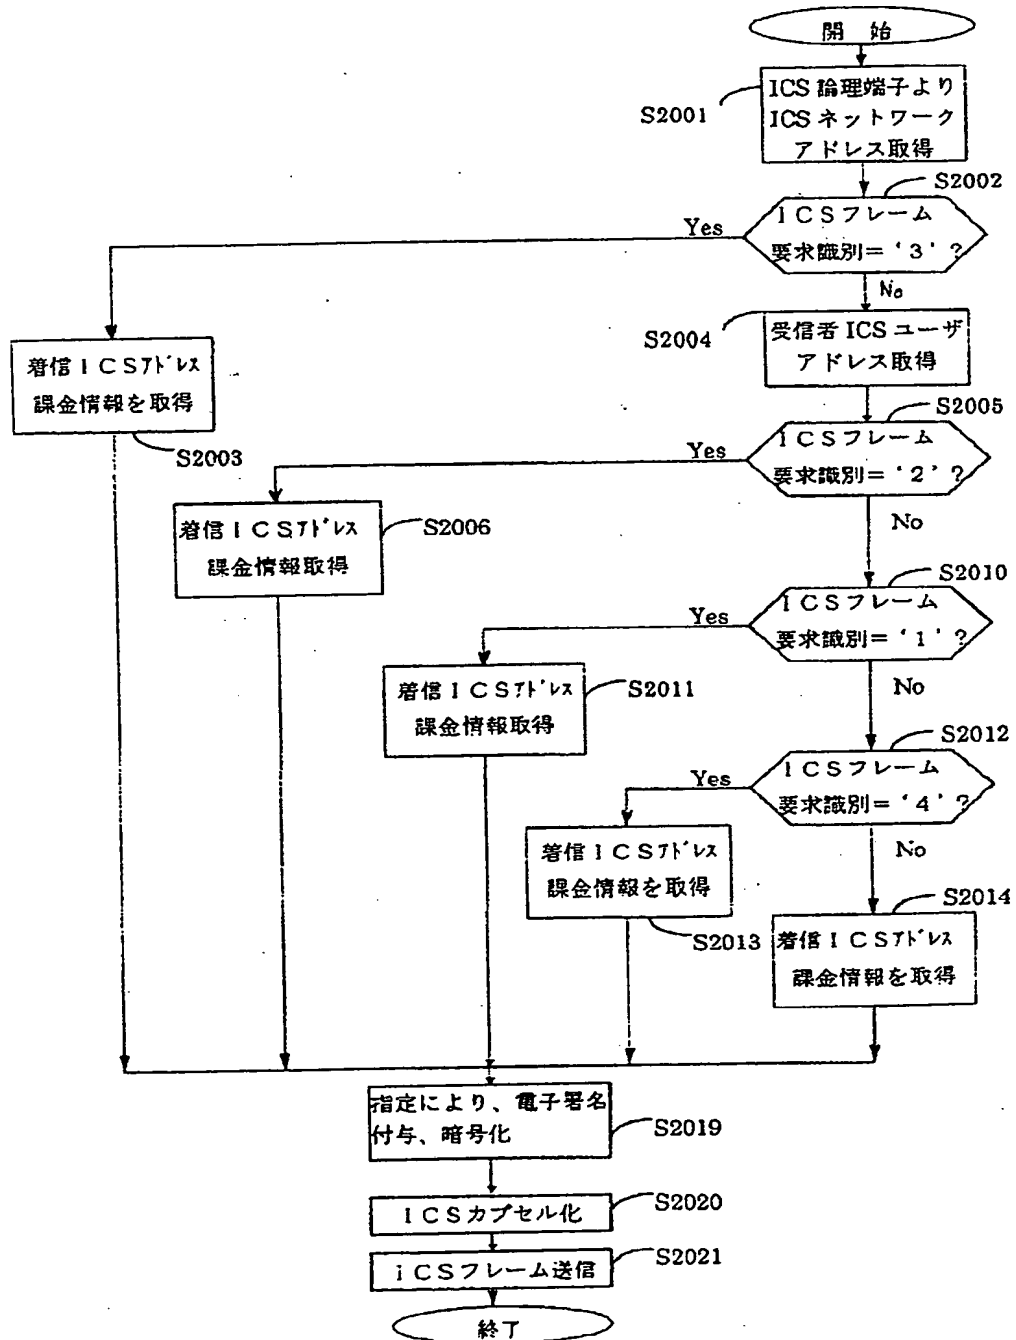 開 始
ICS論理端子より
ICSネットワーク
アドレス取得
S2001
S2002
ICSフレーム
要求識別=‘3’?
Yes
No
S2004
受信者ICSユーザ
アドレス取得
着信ICSアドレス
課金情報を取得
S2003
S2005
ICSフレーム
要求識別=‘2’?
Yes
No
着信ICSアドレス
課金情報取得
S2006
S2010
ICSフレーム
要求識別=‘1’?
Yes
No
着信ICSアドレス
課金情報取得
S2011
S2012
ICSフレーム
要求識別=‘4’?
Yes
No
着信ICSアドレス
課金情報を取得
S2013
S2014
着信ICSアドレス
課金情報を取得
指定により、電子署名
付与、暗号化
S2019
ICSカプセル化
S2020
iCSフレーム送信
S2021
終了